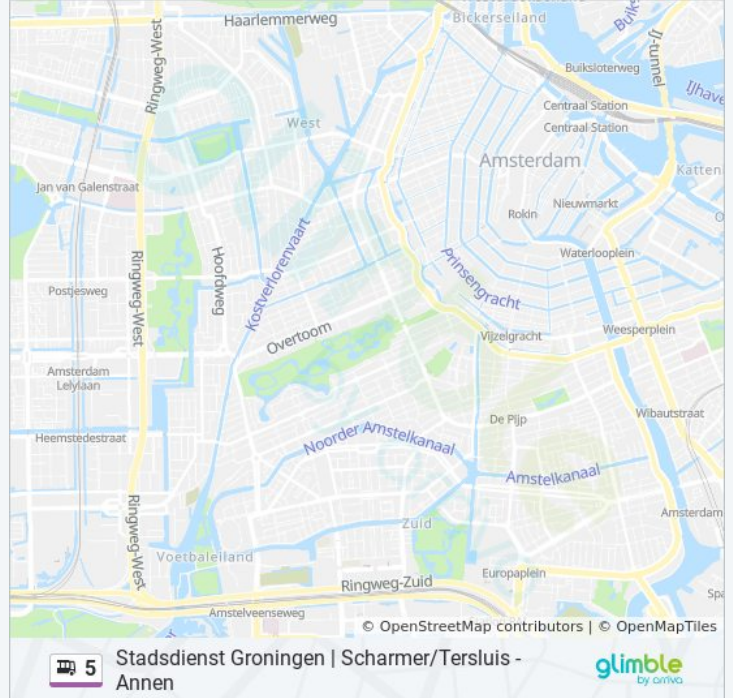 Haarlemmerweg
Bickerseiland
Ringweg-West
IJ-tunnel
Buiksloterweg
IJhave
Centraal Station
West
Centraal Station
Amsterdam
Katten
Jan van Galenstraat
Nieuwmarkt
Rokin
Kostverlorenvaart
Hoofdweg
Waterlooplein
Prinsengracht
Ringweg-West
Postjesweg
Overtoom
Vijzelgracht
Weesperplein
Amsterdam
Lelylaan
De Pijp
Wibautstraat
Heemstedestraat
Noorder Amstelkanaal
Amstelkanaal
Ringweg-West
Zuid
Amsterdam
Voetbaleiland
Europaplein
Ringweg-Zuid
Spa
Amstelveenseweg
© OpenStreetMap contributors | © OpenMapTiles
5
Stadsdienst Groningen | Scharmer/Tersluis -
Annen
glimble
by arriva